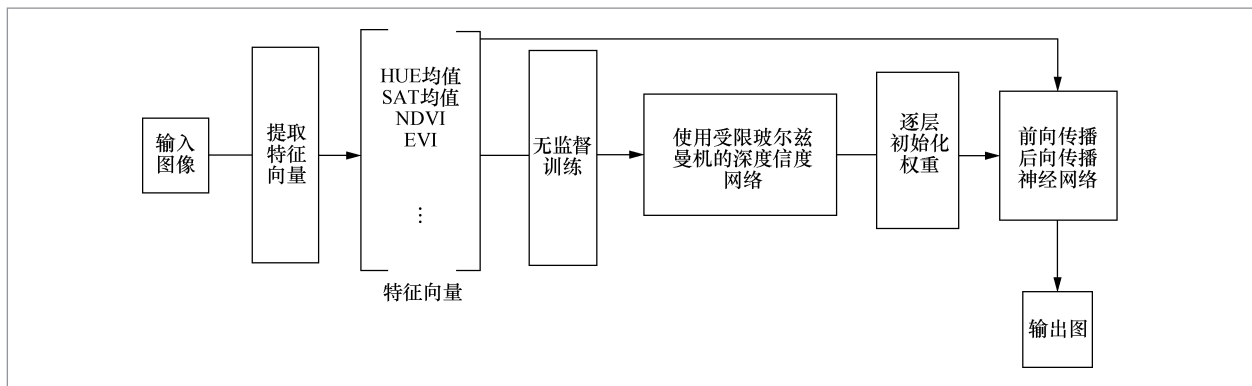 输入
图像
提取
特征
向量
HUE均值
SAT均值
NDVI
EVI
⋮
特征向量
无监督
训练
使用受限玻尔兹
曼机的深度信度
网络
逐层
初始化
权重
前向传播
后向传播
神经网络
输出图